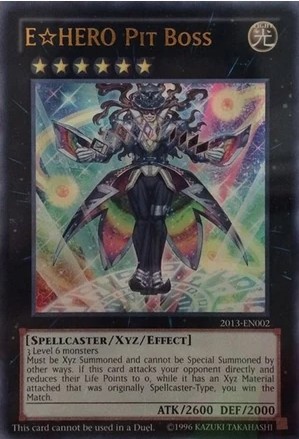 E☆HERO PIT BOSS
LIGHT
光
2013-EN002
[SPELLCASTER/XYZ/EFFECT]
3 Level 6 monsters
Must be Xyz Summoned and cannot be Special Summoned by
other ways. If this card attacks your opponent directly and
reduces their Life Points to 0, while it has an Xyz Material
attached that was originally Spellcaster-Type, you win
the Match.
ATK/2600 DEF/2000
This card cannot be used in a Duel. ©1996 KAZUKI TAKAHASHI